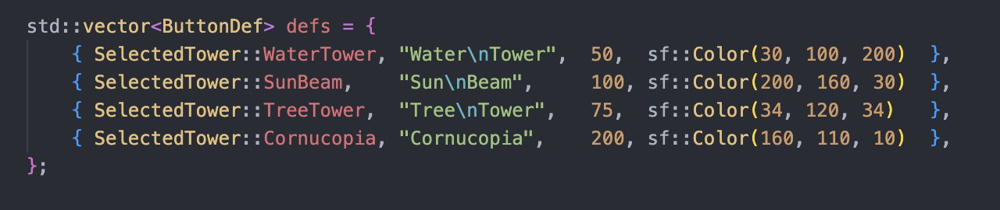 std::vector<ButtonDef> defs = {
    { SelectedTower::WaterTower, "Water\nTower",   50,  sf::Color(30, 100, 200)  },
    { SelectedTower::SunBeam,    "Sun\nBeam",      100, sf::Color(200, 160, 30)  },
    { SelectedTower::TreeTower,  "Tree\nTower",    75,  sf::Color(34, 120, 34)   },
    { SelectedTower::Cornucopia, "Cornucopia",     200, sf::Color(160, 110, 10)  },
};